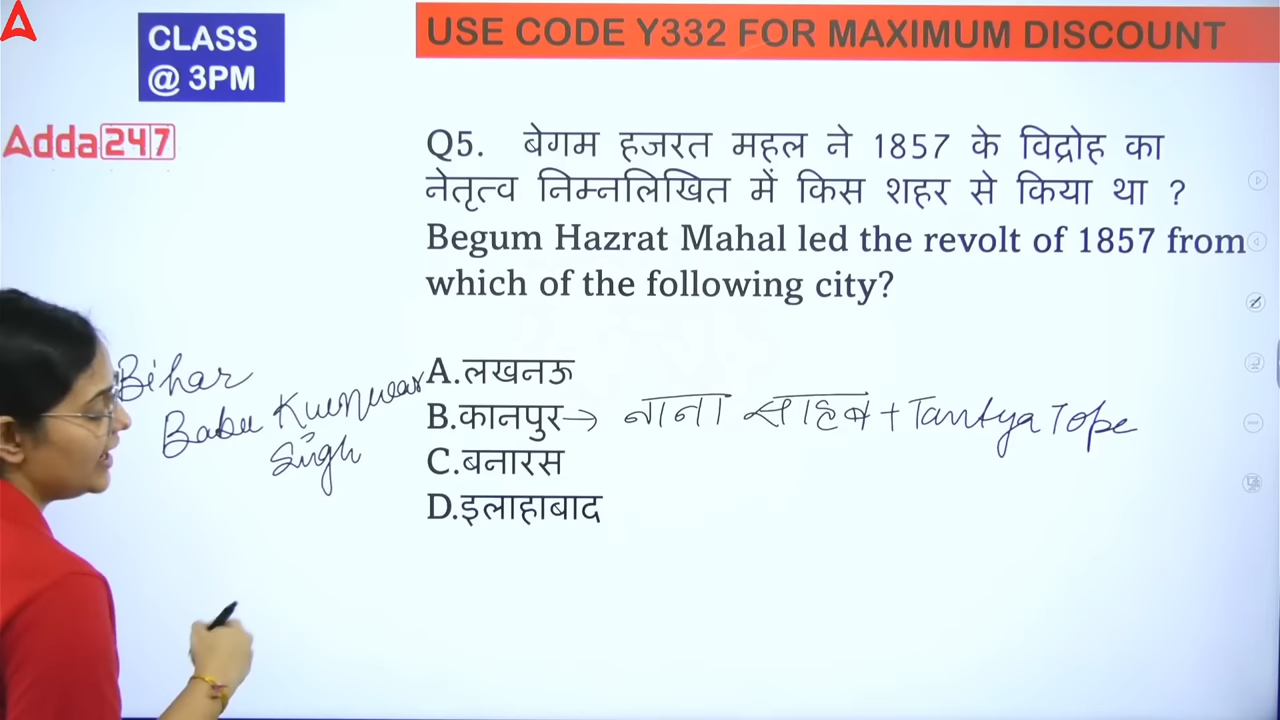 CLASS
@ 3PM
USE CODE Y332 FOR MAXIMUM DISCOUNT
Adda247
Q5. बेगम हजरत महल ने 1857 के विद्रोह का
नेतृत्व निम्नलिखित में किस शहर से किया था ?
Begum Hazrat Mahal led the revolt of 1857 from
which of the following city?
Bihar
Babu Kunwar
Singh
A.लखनऊ
B.कानपुर→ नाना साहब + Tantya Tope
C.बनारस
D.इलाहाबाद